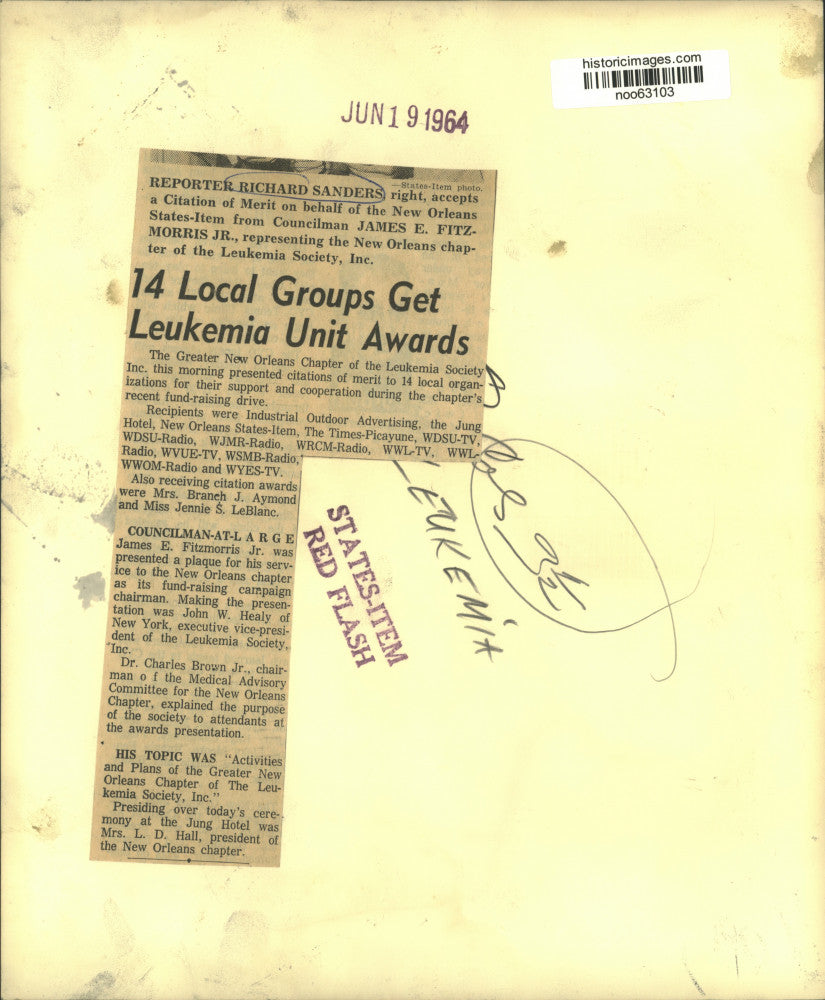 historicimages.com
noo63103
JUN 19 1964
—States-Item photo.
REPORTER RICHARD SANDERS, right, accepts
a Citation of Merit on behalf of the New Orleans
States-Item from Councilman JAMES E. FITZ-
MORRIS JR., representing the New Orleans chap-
ter of the Leukemia Society, Inc.
14 Local Groups Get
Leukemia Unit Awards
The Greater New Orleans Chapter of the Leukemia Society
Inc. this morning presented citations of merit to 14 local organ-
izations for their support and cooperation during the chapter's
recent fund-raising drive.
Recipients were Industrial Outdoor Advertising, the Jung
Hotel, New Orleans States-Item, The Times-Picayune, WDSU-TV,
WDSU-Radio, WJMR-Radio, WRCM-Radio, WWL-TV, WWL-
Radio, WVUE-TV, WSMB-Radio,
WWOM-Radio and WYES-TV.
Also receiving citation awards
were Mrs. Branch J. Aymond
and Miss Jennie S. LeBlanc.
COUNCILMAN-AT-L A R G E
James E. Fitzmorris Jr. was
presented a plaque for his serv-
ice to the New Orleans chapter
as its fund-raising campaign
chairman. Making the presen-
tation was John W. Healy of
New York, executive vice-presi-
dent of the Leukemia Society,
Inc.
Dr. Charles Brown Jr., chair-
man o f the Medical Advisory
Committee for the New Orleans
Chapter, explained the purpose
of the society to attendants at
the awards presentation.
HIS TOPIC WAS "Activities
and Plans of the Greater New
Orleans Chapter of The Leu-
kemia Society, Inc."
Presiding over today's cere-
mony at the Jung Hotel was
Mrs. L. D. Hall, president of
the New Orleans chapter.
STATES-ITEM
RED FLASH
LEUKEMIA